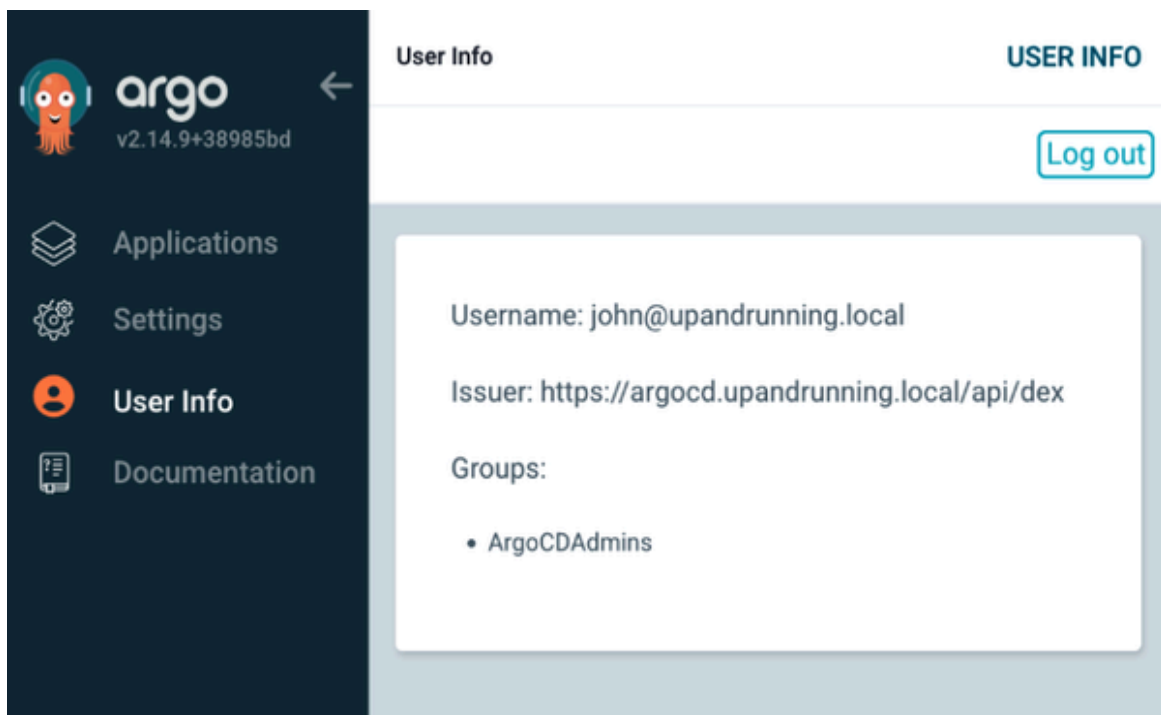 argo
v2.14.9+38985bd
Applications
Settings
User Info
Documentation
User Info
USER INFO
Log out
Username: john@upandrunning.local
Issuer: https://argocd.upandrunning.local/api/dex
Groups:
• ArgoCDAdmins